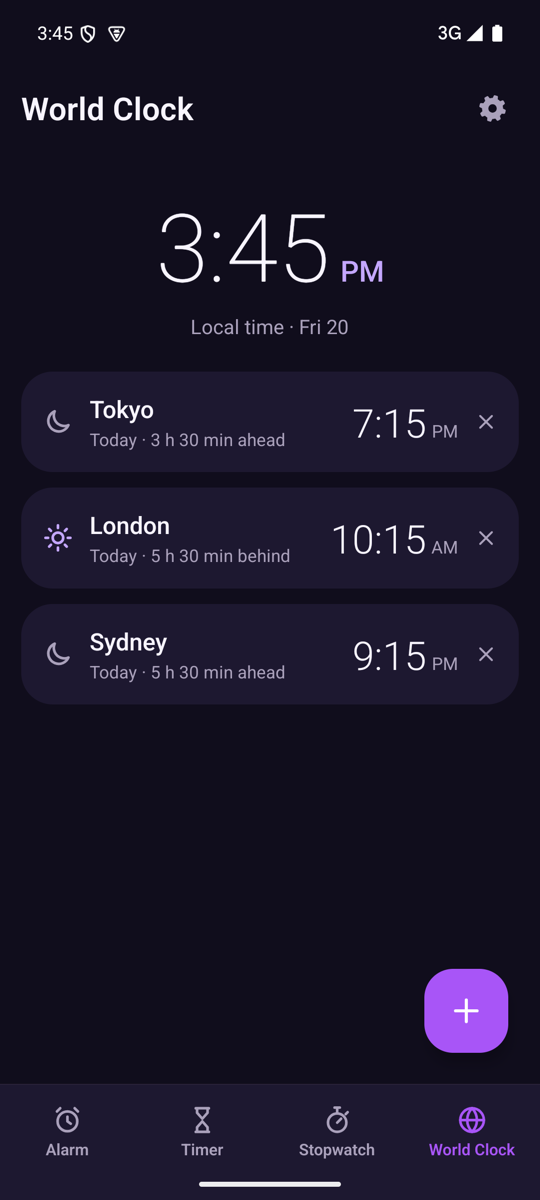 3:45
3G
World Clock
3:45 PM
Local time · Fri 20
Tokyo
Today · 3 h 30 min ahead
7:15 PM
London
Today · 5 h 30 min behind
10:15 AM
Sydney
Today · 5 h 30 min ahead
9:15 PM
Alarm
Timer
Stopwatch
World Clock